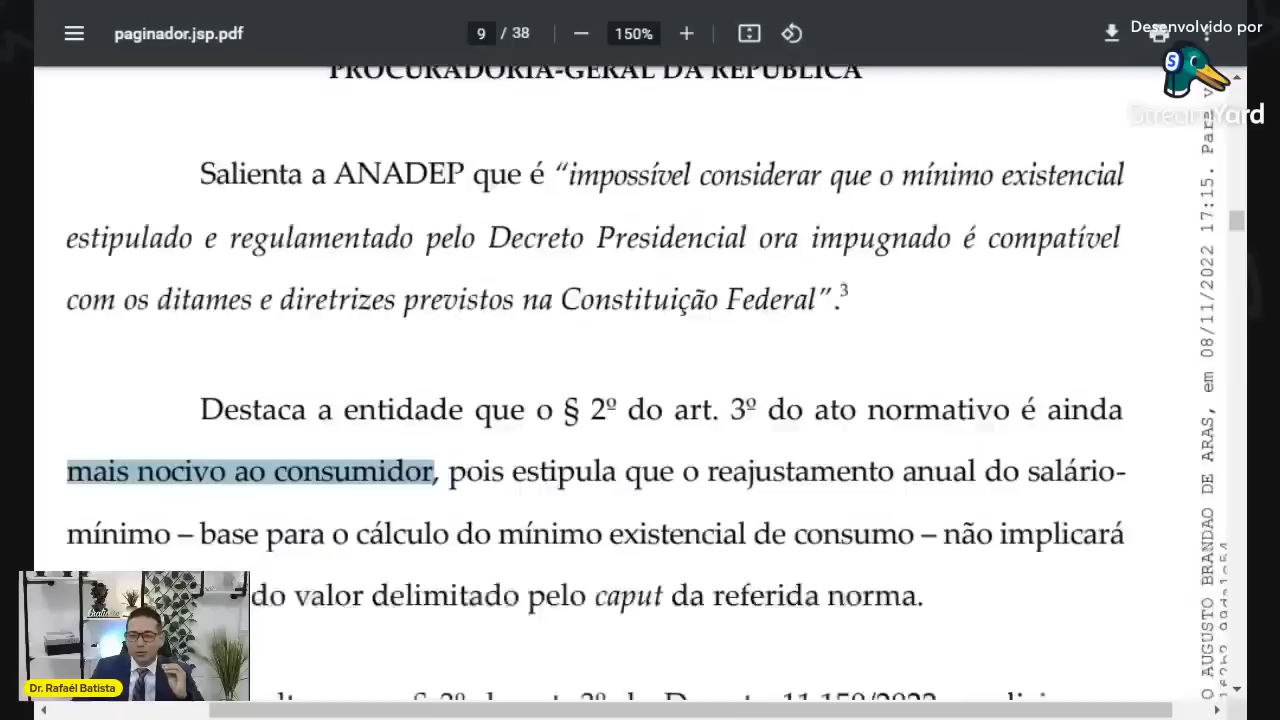 paginador.jsp.pdf
9 / 38
150%
Desenvolvido por
StreamYard
PROCURADORIA-GERAL DA REPÚBLICA
Salienta a ANADEP que é “impossível considerar que o mínimo existencial
estipulado e regulamentado pelo Decreto Presidencial ora impugnado é compatível
com os ditames e diretrizes previstos na Constituição Federal”.³
Destaca a entidade que o § 2º do art. 3º do ato normativo é ainda
mais nocivo ao consumidor, pois estipula que o reajustamento anual do salário-
mínimo – base para o cálculo do mínimo existencial de consumo – não implicará
do valor delimitado pelo caput da referida norma.
O AUGUSTO BRANDAO DE ARAS, em 08/11/2022 17:15. Para v
Dr. Rafaél Batista